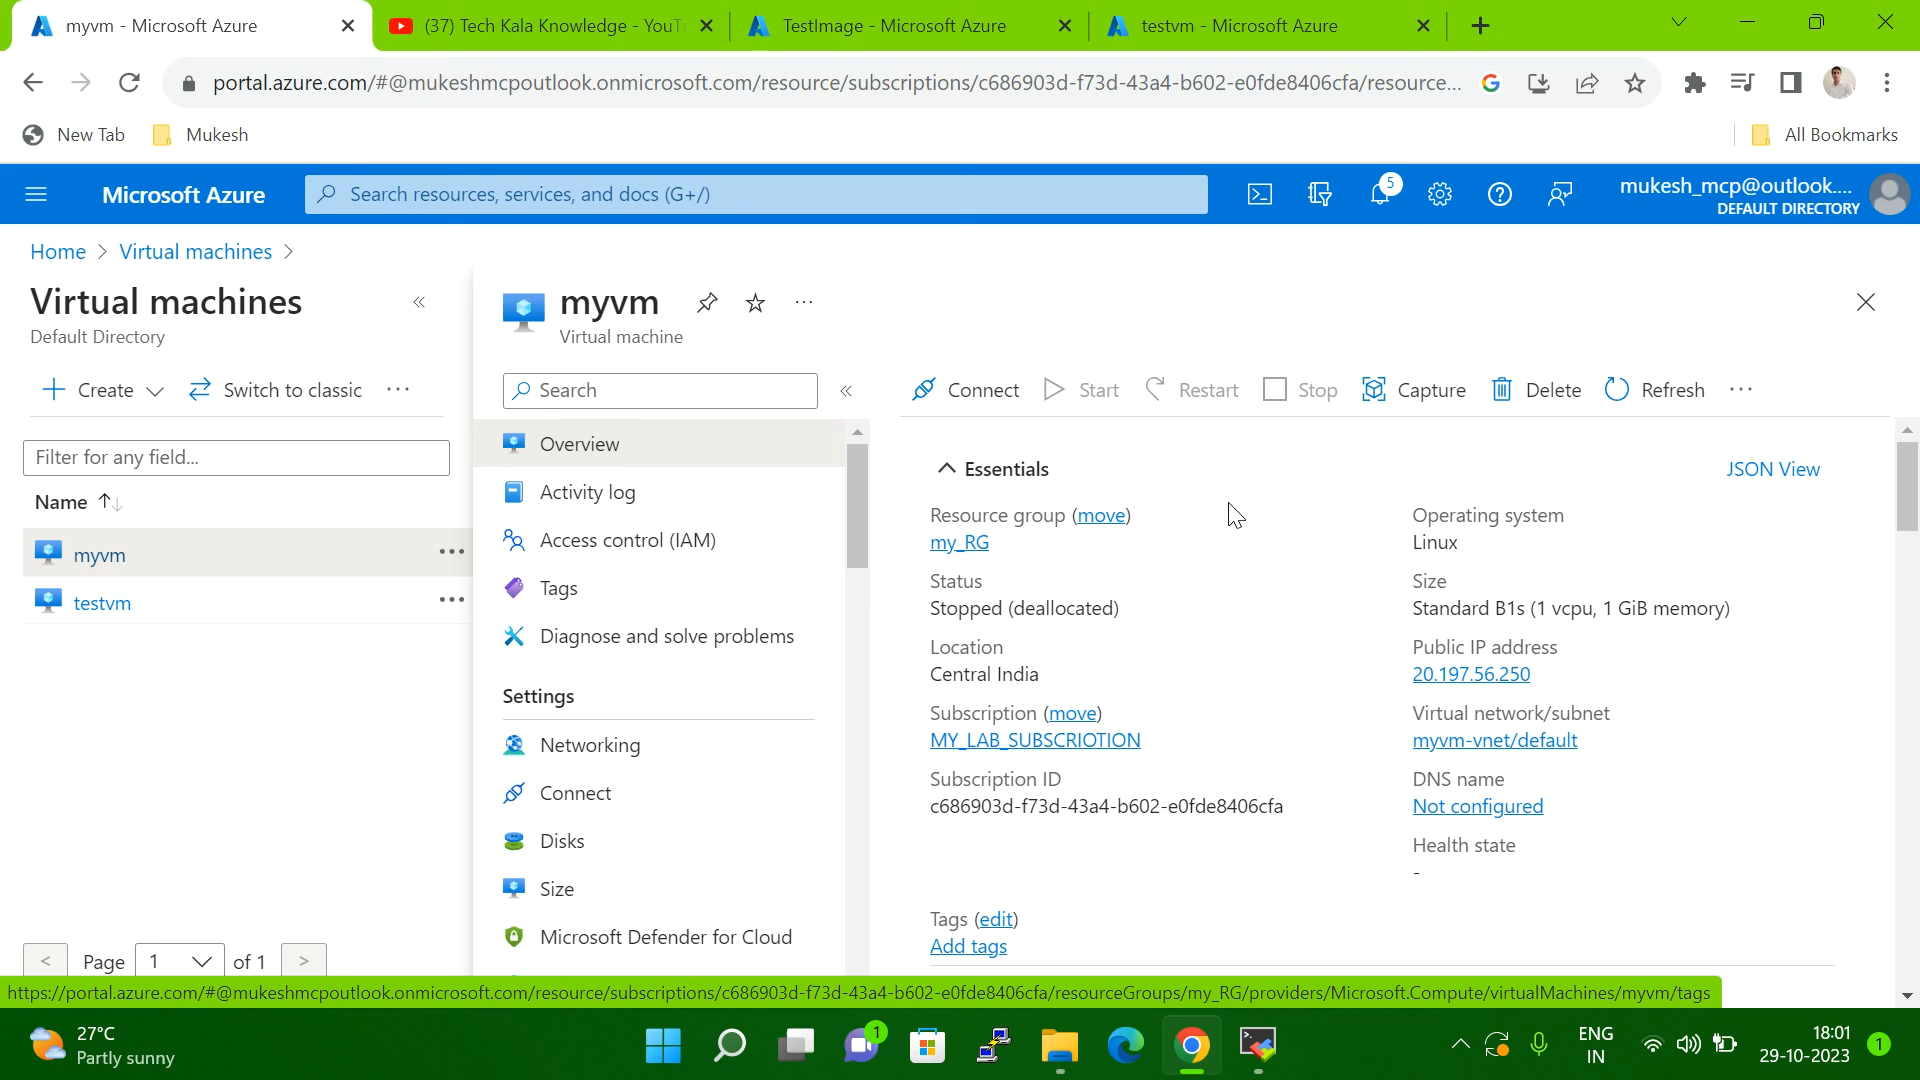 myvm - Microsoft Azure
(37) Tech Kala Knowledge - YouT
TestImage - Microsoft Azure
testvm - Microsoft Azure
portal.azure.com/#@mukeshmcpoutlook.onmicrosoft.com/resource/subscriptions/c686903d-f73d-43a4-b602-e0fde8406cfa/resource...
New Tab
Mukesh
All Bookmarks
Microsoft Azure
Search resources, services, and docs (G+/)
5
mukesh_mcp@outlook....
DEFAULT DIRECTORY
Home > Virtual machines >
Virtual machines
Default Directory
Create
Switch to classic
Filter for any field...
Name
myvm
testvm
< Page 1 of 1 >
myvm
Virtual machine
Search
Overview
Activity log
Access control (IAM)
Tags
Diagnose and solve problems
Settings
Networking
Connect
Disks
Size
Microsoft Defender for Cloud
Connect
Start
Restart
Stop
Capture
Delete
Refresh
Essentials
JSON View
Resource group (move)
my_RG
Status
Stopped (deallocated)
Location
Central India
Subscription (move)
MY_LAB_SUBSCRIOTION
Subscription ID
c686903d-f73d-43a4-b602-e0fde8406cfa
Operating system
Linux
Size
Standard B1s (1 vcpu, 1 GiB memory)
Public IP address
20.197.56.250
Virtual network/subnet
myvm-vnet/default
DNS name
Not configured
Health state
-
Tags (edit)
Add tags
https://portal.azure.com/#@mukeshmcpoutlook.onmicrosoft.com/resource/subscriptions/c686903d-f73d-43a4-b602-e0fde8406cfa/resourceGroups/my_RG/providers/Microsoft.Compute/virtualMachines/myvm/tags
27°C
Partly sunny
1
ENG
IN
18:01
29-10-2023
1